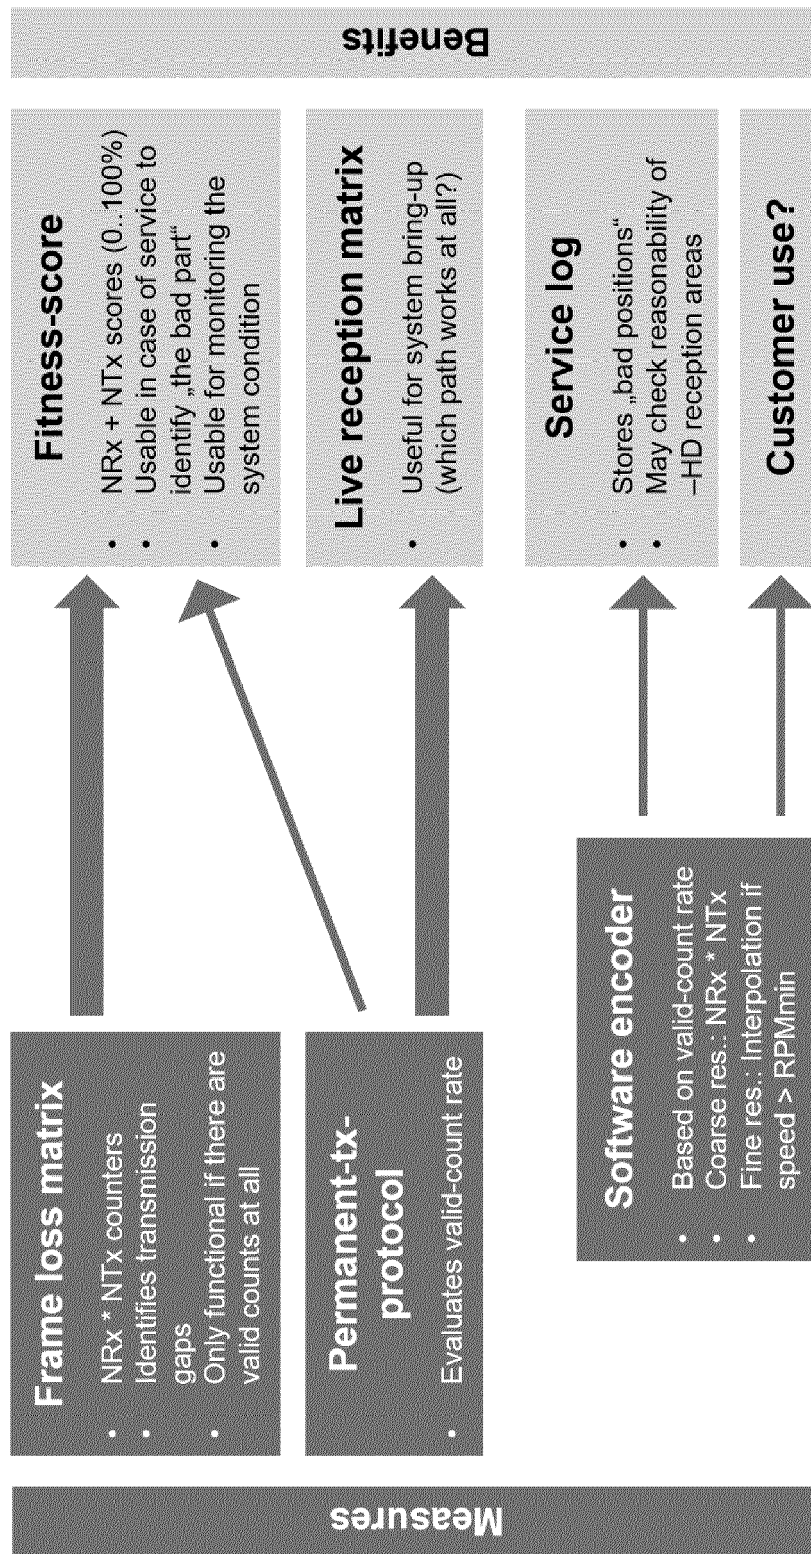 Measures
Frame loss matrix
• NRx * NTx counters
• Identifies transmission
gaps
• Only functional if there are
valid counts at all
Permanent-tx-
protocol
• Evaluates valid-count rate
Software encoder
• Based on valid-count rate
• Coarse res.: NRx * NTx
• Fine res.: Interpolation if
speed > RPMmin
Fitness-score
• NRx + NTx scores (0..100%)
• Usable in case of service to
identify „the bad part“
• Usable for monitoring the
system condition
Live reception matrix
• Useful for system bring-up
(which path works at all?)
Service log
• Stores „bad positions“
• May check reasonability of
–HD reception areas
Customer use?
Benefits